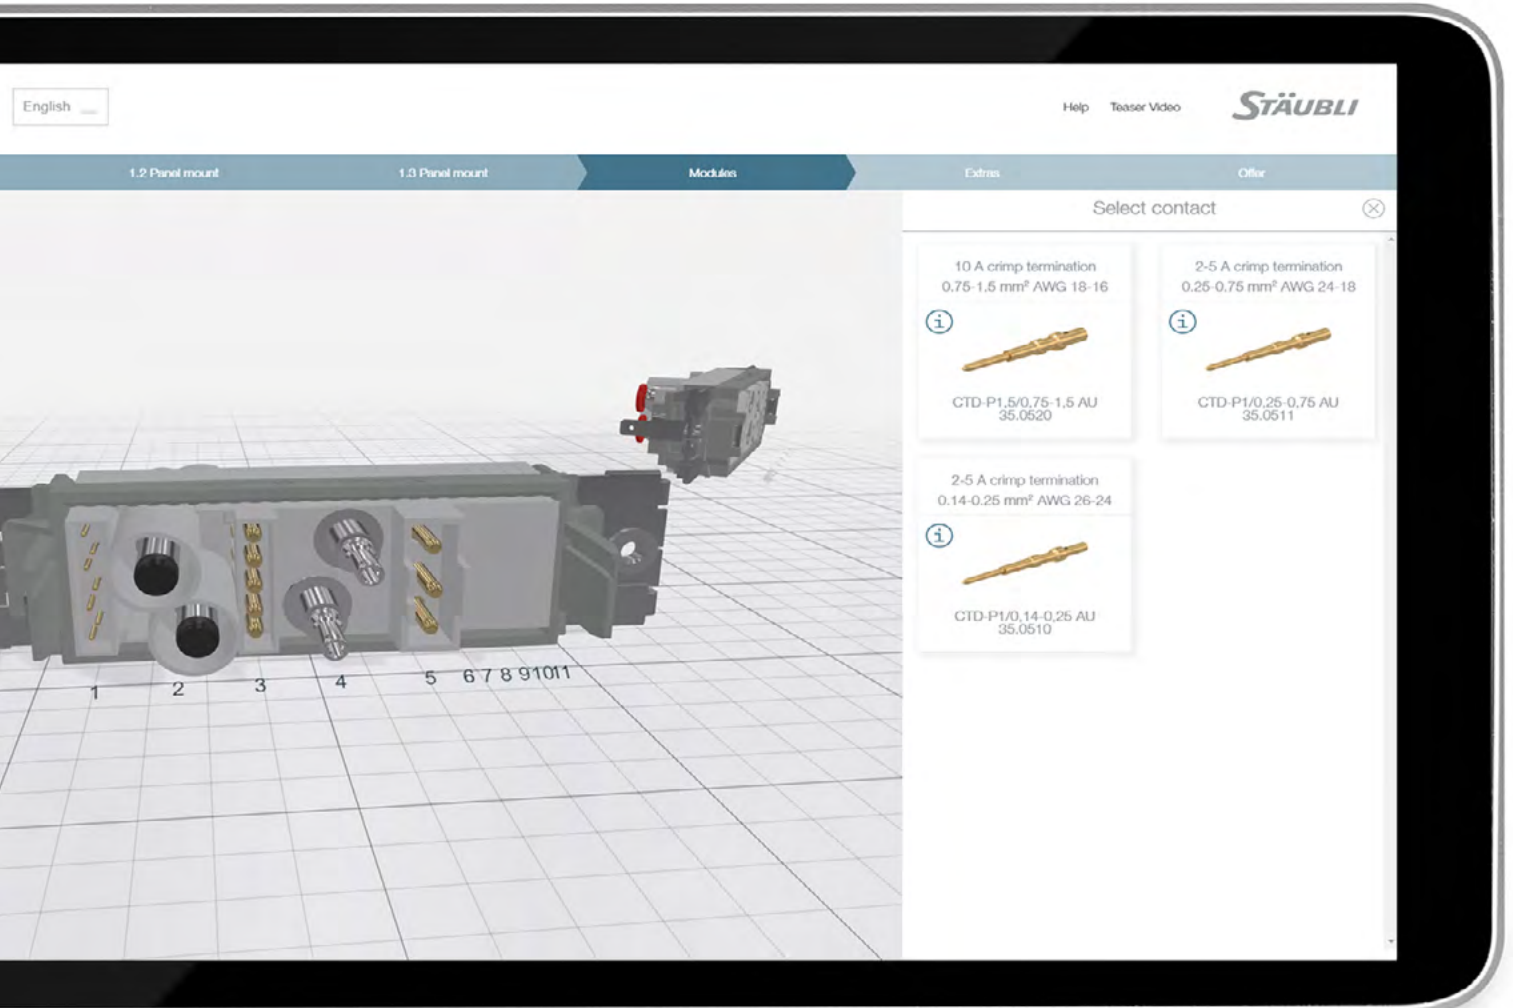 English
Help Teaser Video STÄUBLI
1.2 Panel mount 1.3 Panel mount Modules Extras Offer
Select contact
10 A crimp termination
0.75-1.5 mm² AWG 18-16
i
CTD-P1,5/0,75-1,5 AU
35.0520
2-5 A crimp termination
0.25-0.75 mm² AWG 24-18
i
CTD-P1/0,25-0,75 AU
35.0511
2-5 A crimp termination
0.14-0.25 mm² AWG 26-24
i
CTD-P1/0,14-0,25 AU
35.0510
1 2 3 4 5 6 7 8 9 10 11